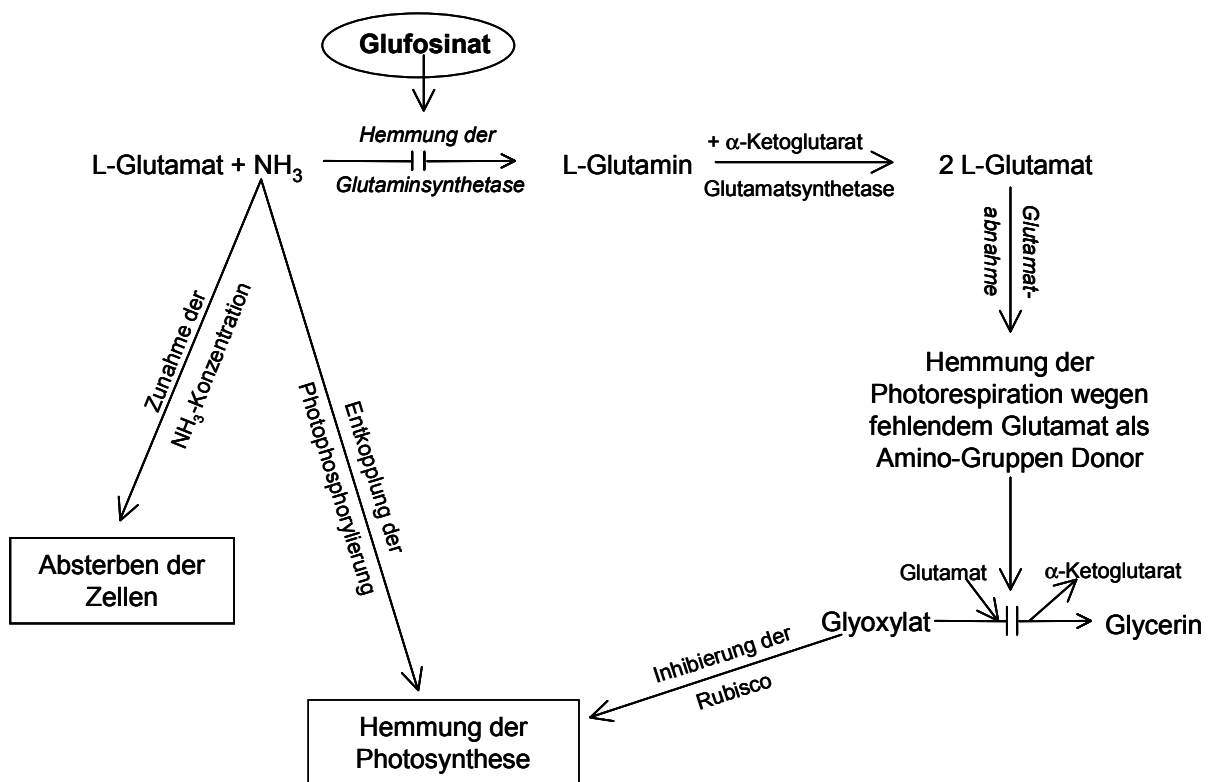 Glufosinat
Hemmung der
L-Glutamat + NH₃
Glutaminsynthetase
L-Glutamin
+ α-Ketoglutarat
Glutamatsynthetase
2 L-Glutamat
Glutamat-
abnahme
Hemmung der
Photorespiration wegen
fehlendem Glutamat als
Amino-Gruppen Donor
Zunahme der
NH₃-Konzentration
Entkopplung der
Photophosphorylierung
Absterben der
Zellen
Glutamat
α-Ketoglutarat
Glyoxylat
Glycerin
Inhibierung der
Rubisco
Hemmung der
Photosynthese